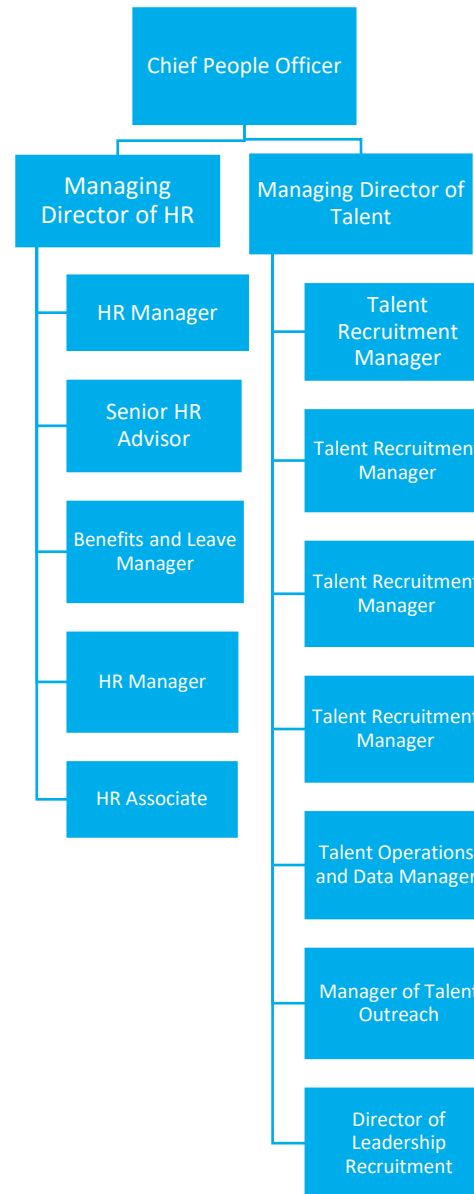 Chief People Officer
Managing
Director of HR
HR Manager
Senior HR
Advisor
Benefits and Leave
Manager
HR Manager
HR Associate
Managing Director of
Talent
Talent
Recruitment
Manager
Talent Recruitment
Manager
Talent Recruitment
Manager
Talent Recruitment
Manager
Talent Operations
and Data Manager
Manager of Talent
Outreach
Director of
Leadership
Recruitment